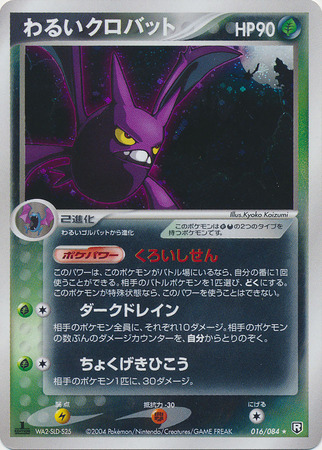 わるいクロバット HP90
Illus.Kyoko Koizumi
2進化
わるいゴルバットから進化
このポケモンは の2つのタイプを
持つポケモンです。
ポケパワー くろいしせん
このパワーは、このポケモンがバトル場にいるなら、自分の番に1回
使うことができる。相手のバトルポケモンを1匹選び、どくにする。
このポケモンが特殊状態なら、このパワーを使うことはできない。
ダークドレイン
相手のポケモン全員に、それぞれ10ダメージ。相手のポケモン
の数ぶんのダメージカウンターを、自分からとりのぞく。
ちょくげきひこう
相手のポケモン1匹に、30ダメージ。
弱点 抵抗力 -30 にげる
1 EDITION WA2-SLD-525 ©2004 Pokémon/Nintendo/Creatures/GAME FREAK 016/084 ★ R